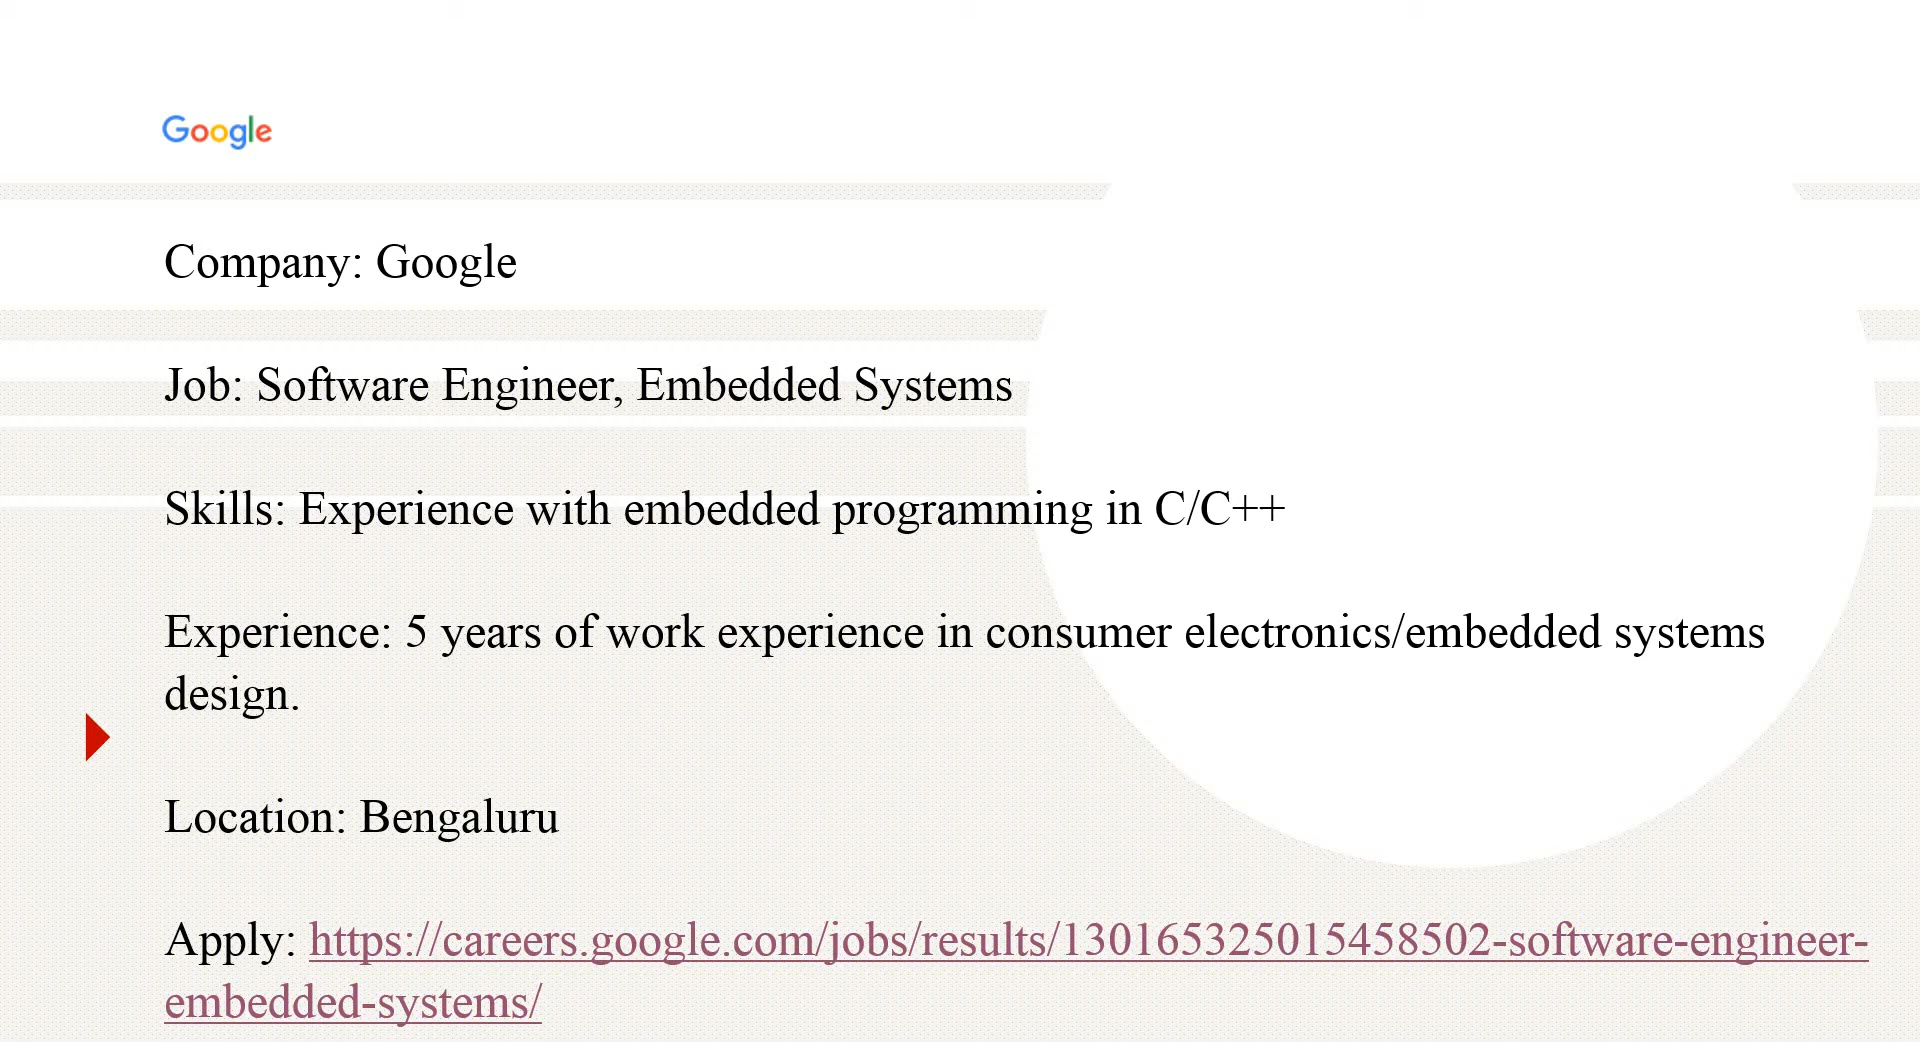 Google
Company: Google
Job: Software Engineer, Embedded Systems
Skills: Experience with embedded programming in C/C++
Experience: 5 years of work experience in consumer electronics/embedded systems
design.
Location: Bengaluru
Apply: https://careers.google.com/jobs/results/130165325015458502-software-engineer-
embedded-systems/